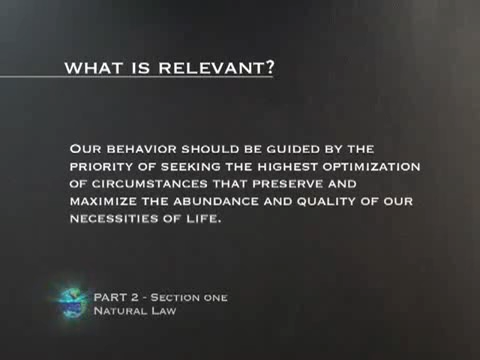 WHAT IS RELEVANT?
OUR BEHAVIOR SHOULD BE GUIDED BY THE
PRIORITY OF SEEKING THE HIGHEST OPTIMIZATION
OF CIRCUMSTANCES THAT PRESERVE AND
MAXIMIZE THE ABUNDANCE AND QUALITY OF OUR
NECESSITIES OF LIFE.
PART 2 - SECTION ONE
NATURAL LAW